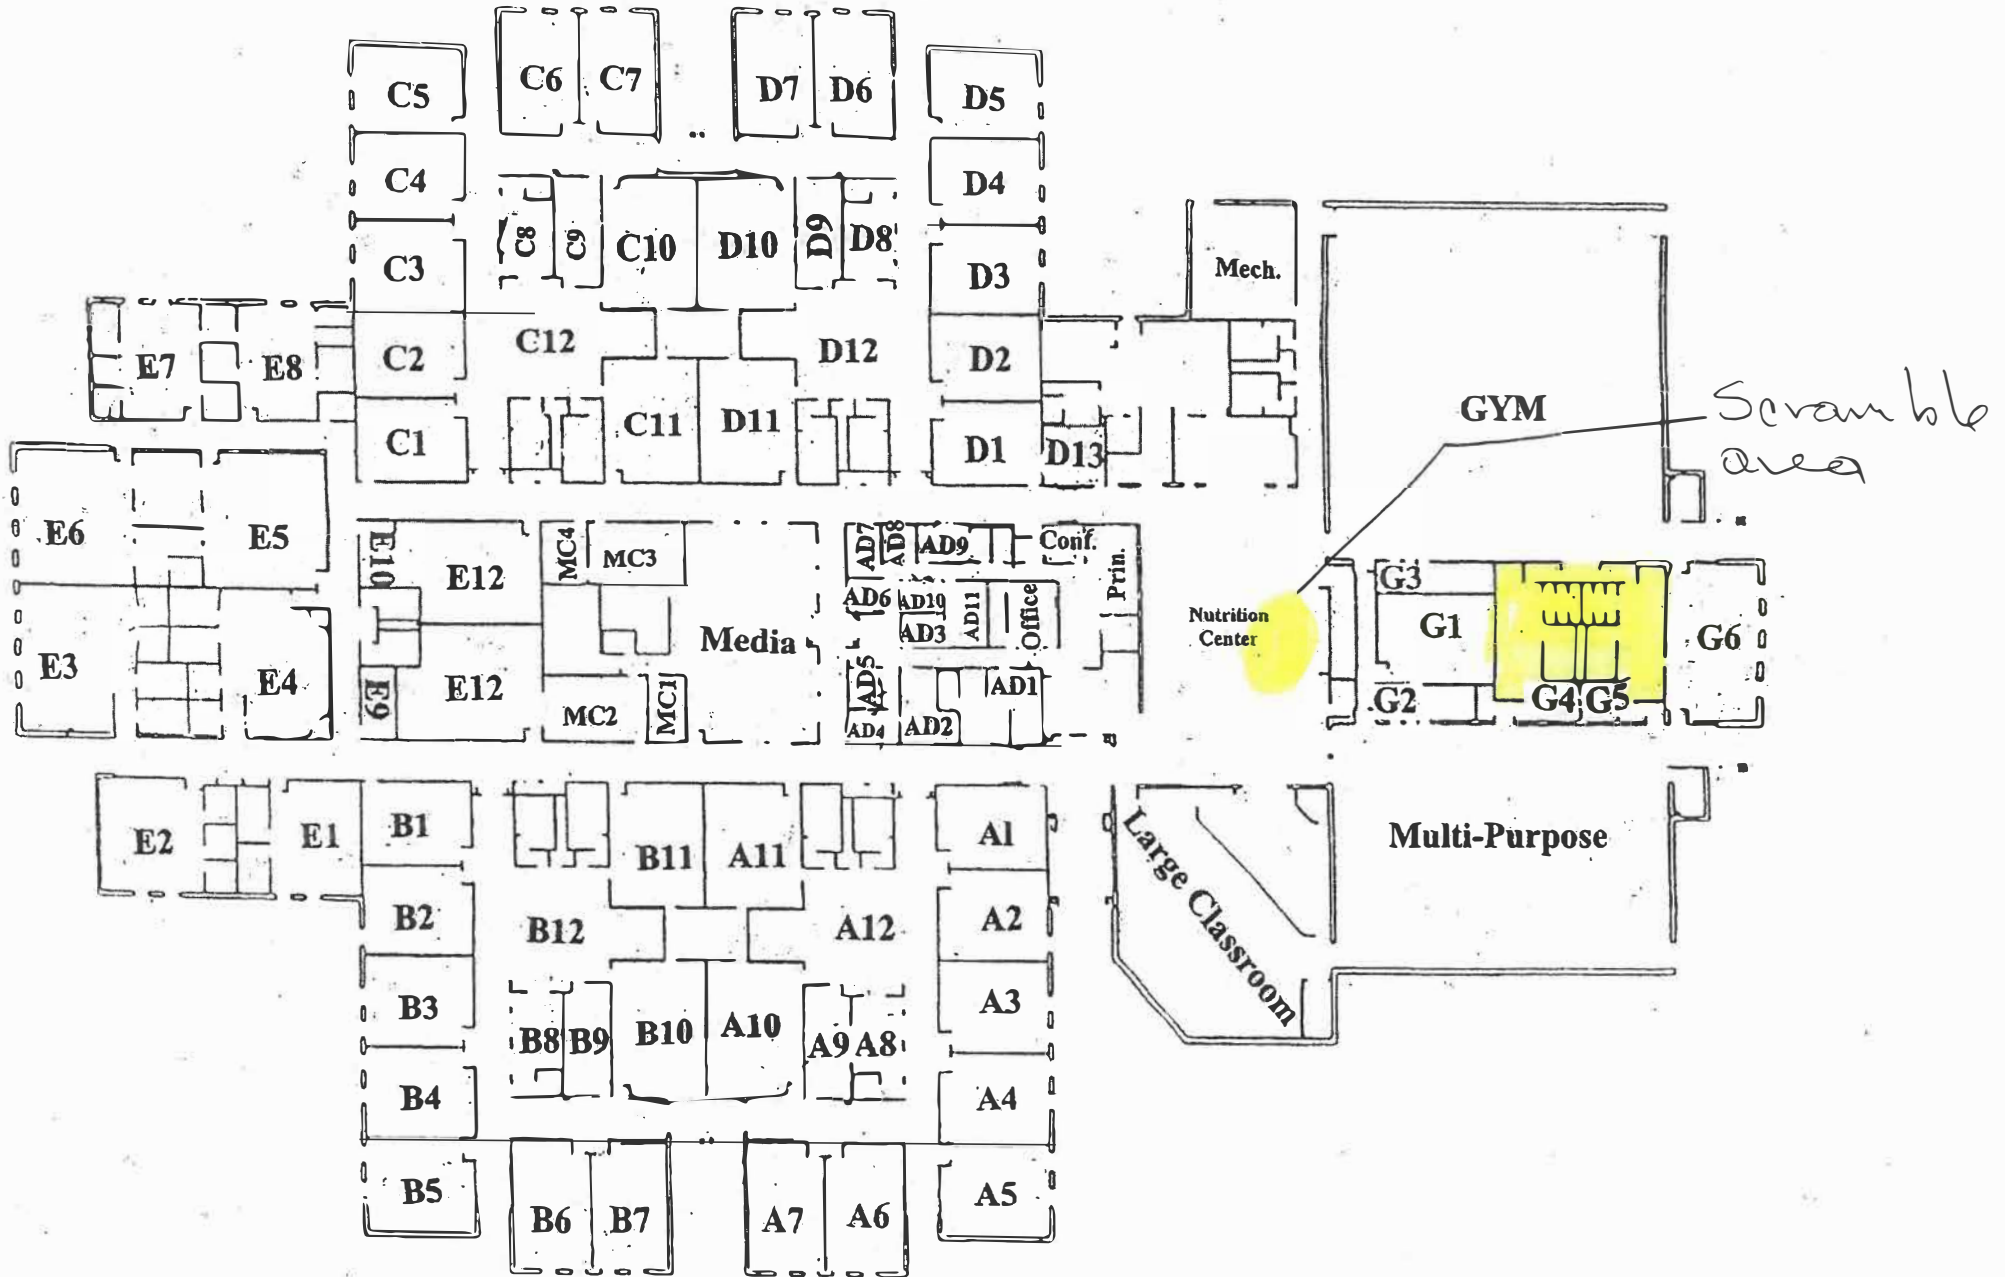 C6 C7 D7 D6
C5 D5
C4 D4
C8 C9 C10 D10 D9 D8
C3 D3 Mech.
E7 E8 C2 C12 D12 D2
GYM Scramble
area
C1 C11 D11 D1 D13
E6 E5 E10 E12 MC4 MC3 AD7 AD8 AD9 Conf. Prim.
AD6 AD10 AD11 Office G3
Nutrition
Center
AD3 G1 G6
Media
E3 E4 E9 E12 MC2 MC1 AD5 AD1 G2 G4 G5
AD4 AD2
E2 E1 B1 B11 A11 A1 Multi-Purpose
Large Classroom
B2 B12 A12 A2
B3 B8 B9 B10 A10 A9 A8 A3
B4 A4
B5 B6 B7 A7 A6 A5